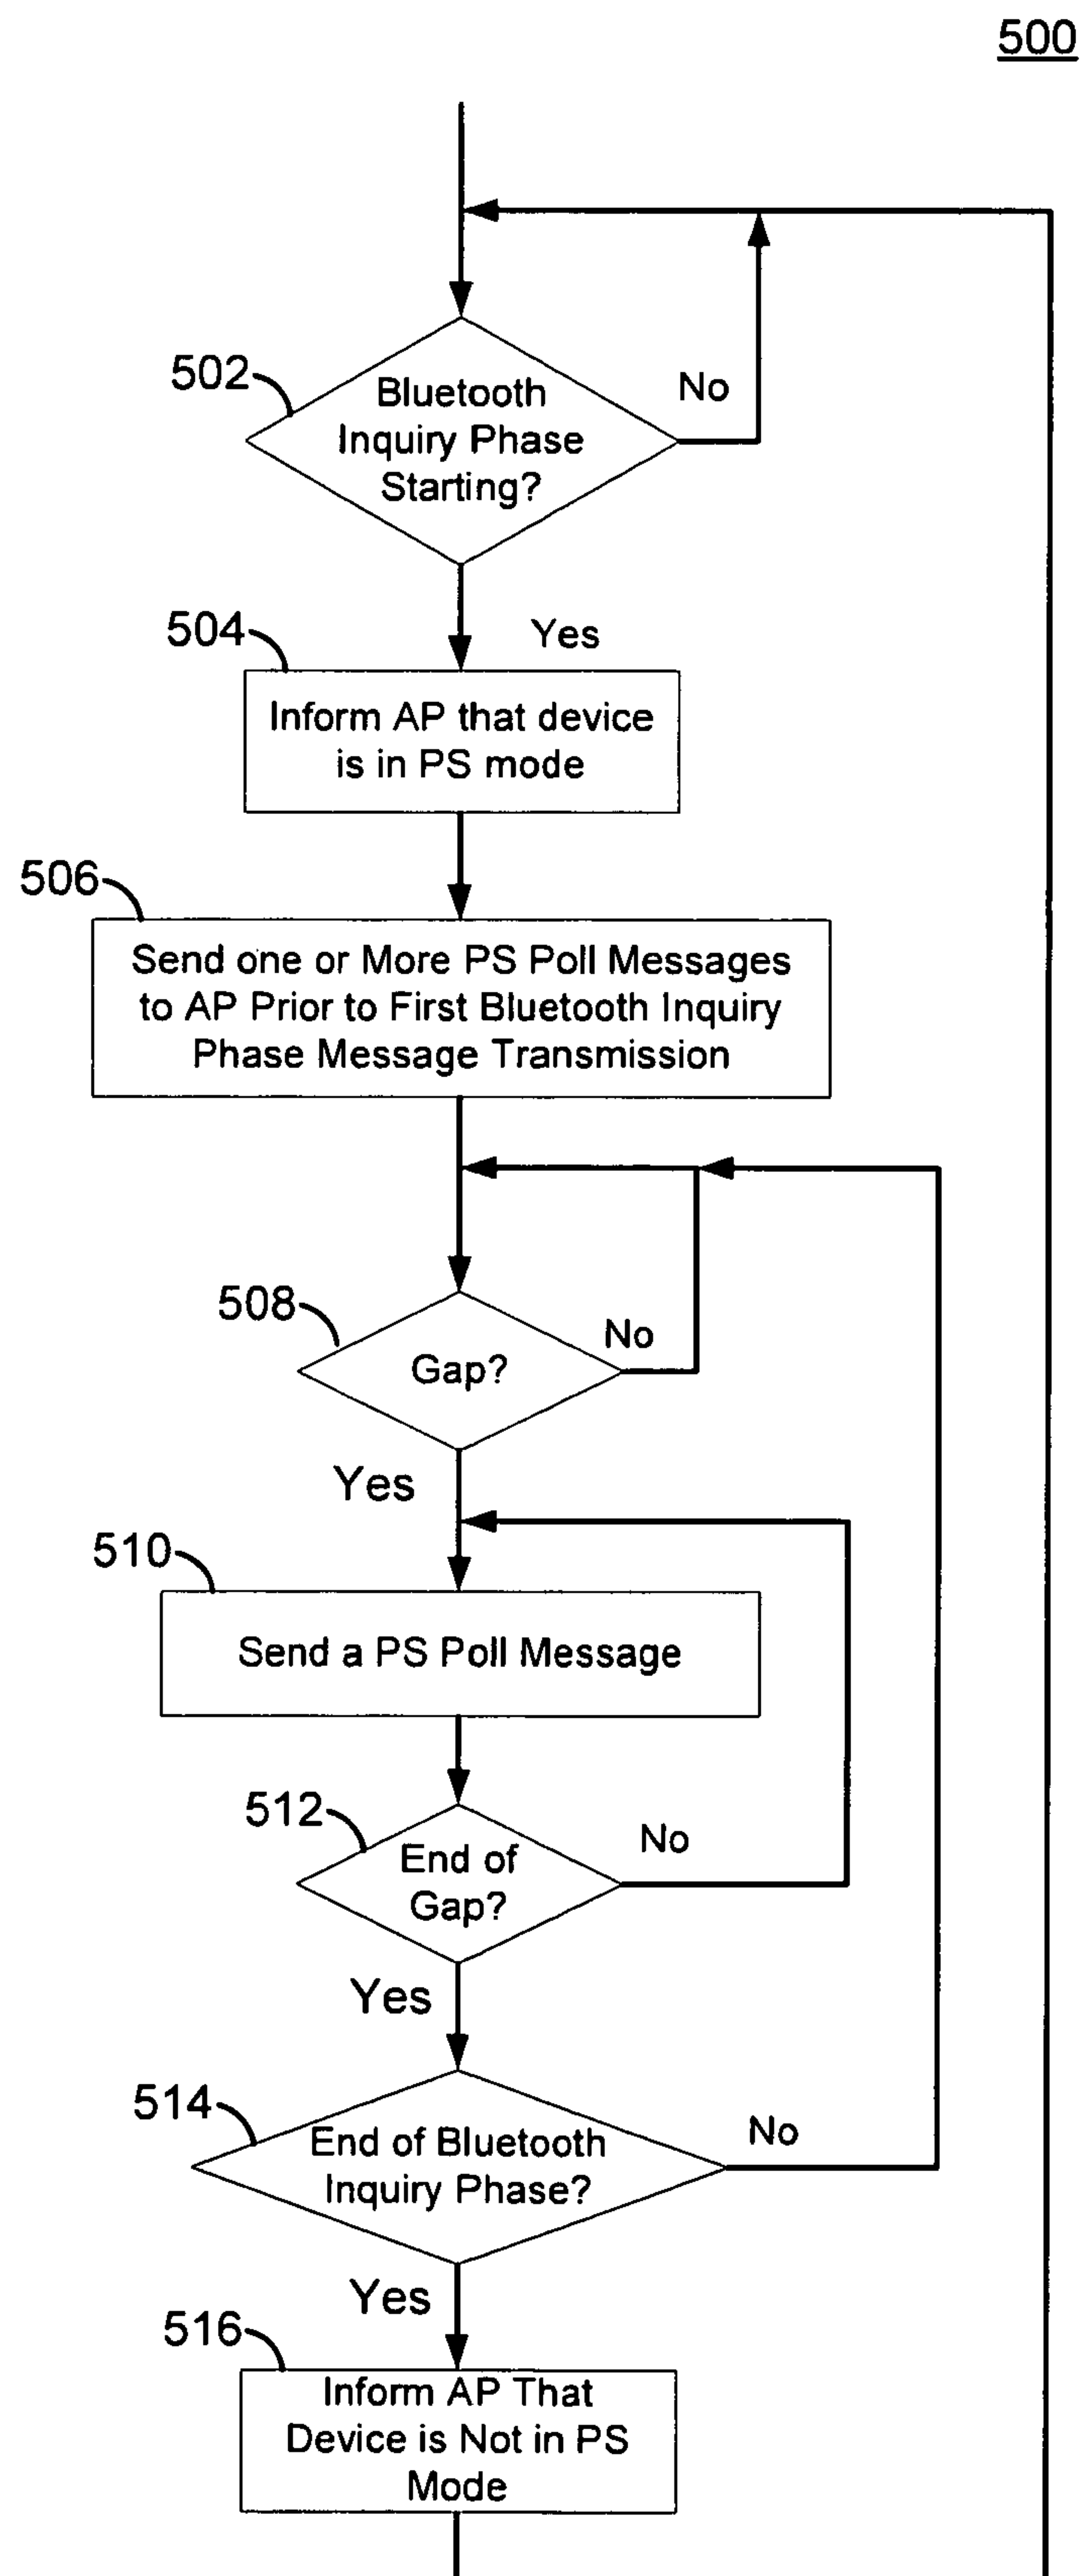 500
502
Bluetooth
Inquiry Phase
Starting?
No
Yes
504
Inform AP that device
is in PS mode
506
Send one or More PS Poll Messages
to AP Prior to First Bluetooth Inquiry
Phase Message Transmission
508
Gap?
No
Yes
510
Send a PS Poll Message
512
End of
Gap?
No
Yes
514
End of Bluetooth
Inquiry Phase?
No
Yes
516
Inform AP That
Device is Not in PS
Mode